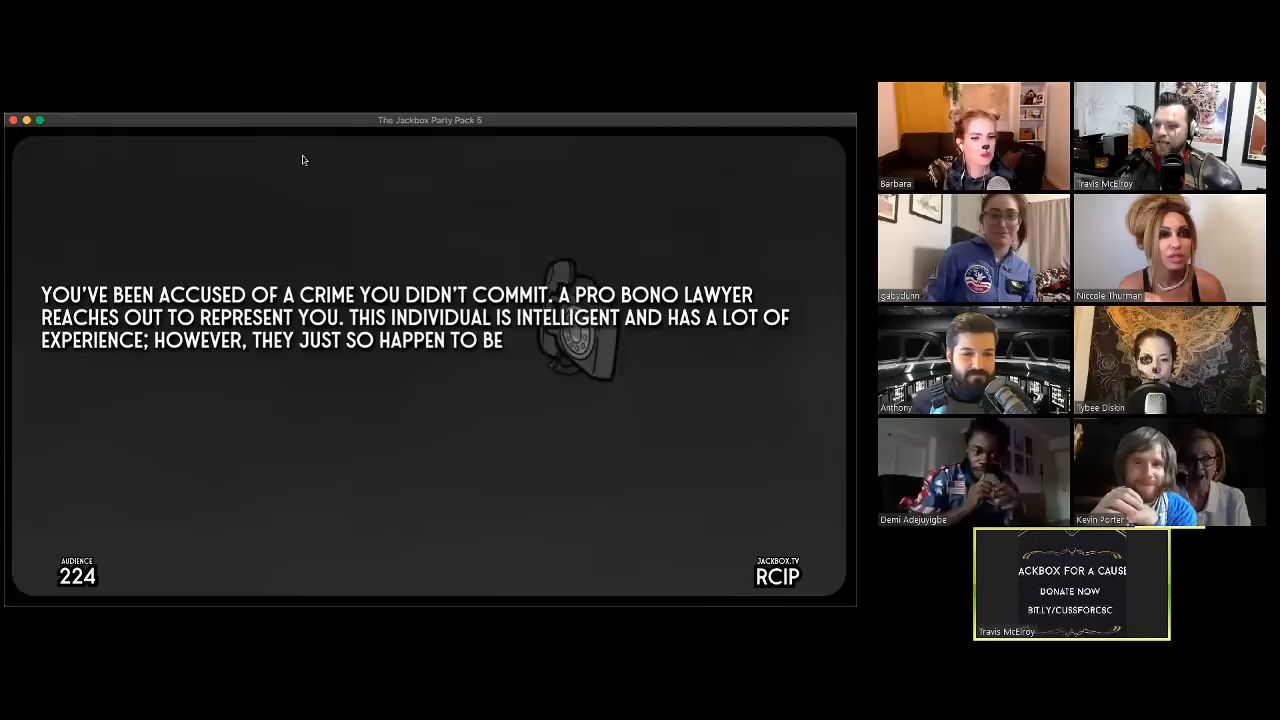 The Jackbox Party Pack 5
YOU'VE BEEN ACCUSED OF A CRIME YOU DIDN'T COMMIT. A PRO BONO LAWYER
REACHES OUT TO REPRESENT YOU. THIS INDIVIDUAL IS INTELLIGENT AND HAS A LOT OF
EXPERIENCE; HOWEVER, THEY JUST SO HAPPEN TO BE
AUDIENCE
224
JACKBOX.TV
RCIP
Barbara
Travis McElroy
gabydunn
Niccole Thurman
Anthony
Tybee Diskin
Demi Adejuyigbe
Kevin Porter
ACKBOX FOR A CAUSE
DONATE NOW
BIT.LY/CUSSFORCSC
Travis McElroy